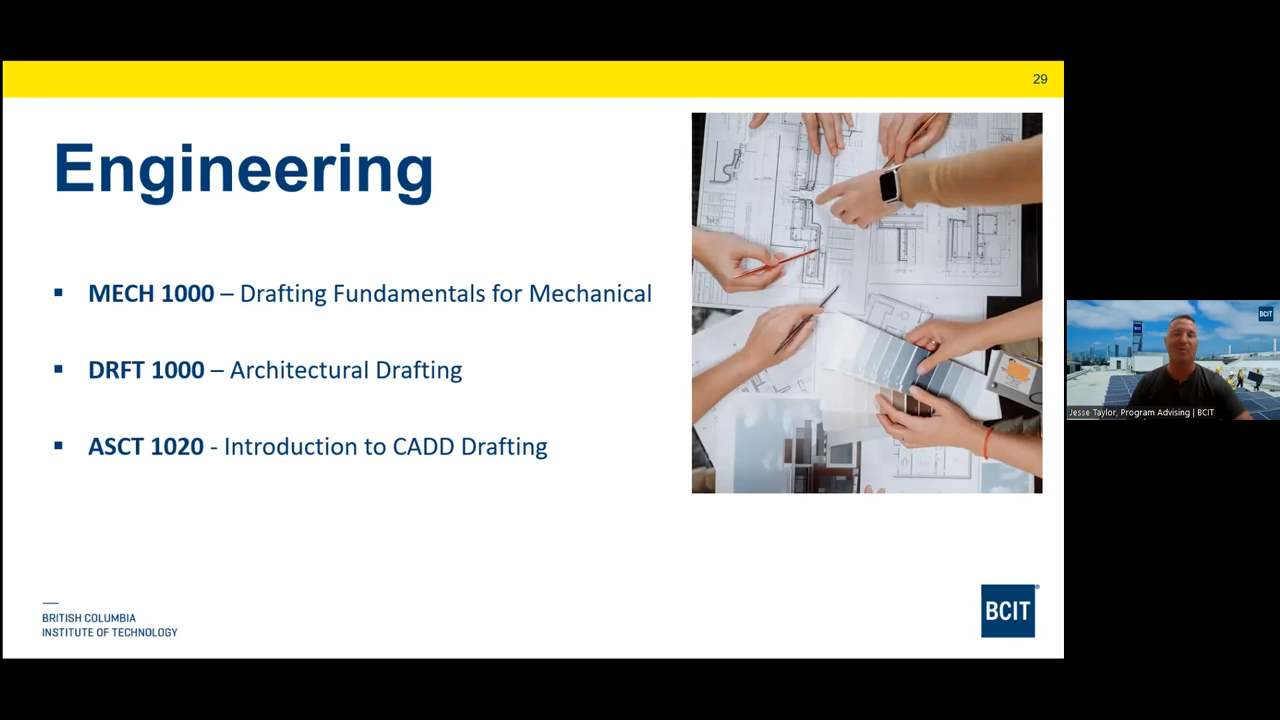 29
Engineering
▪ MECH 1000 – Drafting Fundamentals for Mechanical
▪ DRFT 1000 – Architectural Drafting
▪ ASCT 1020 - Introduction to CADD Drafting
BRITISH COLUMBIA
INSTITUTE OF TECHNOLOGY
BCIT®
BCIT
Jesse Taylor, Program Advising | BCIT